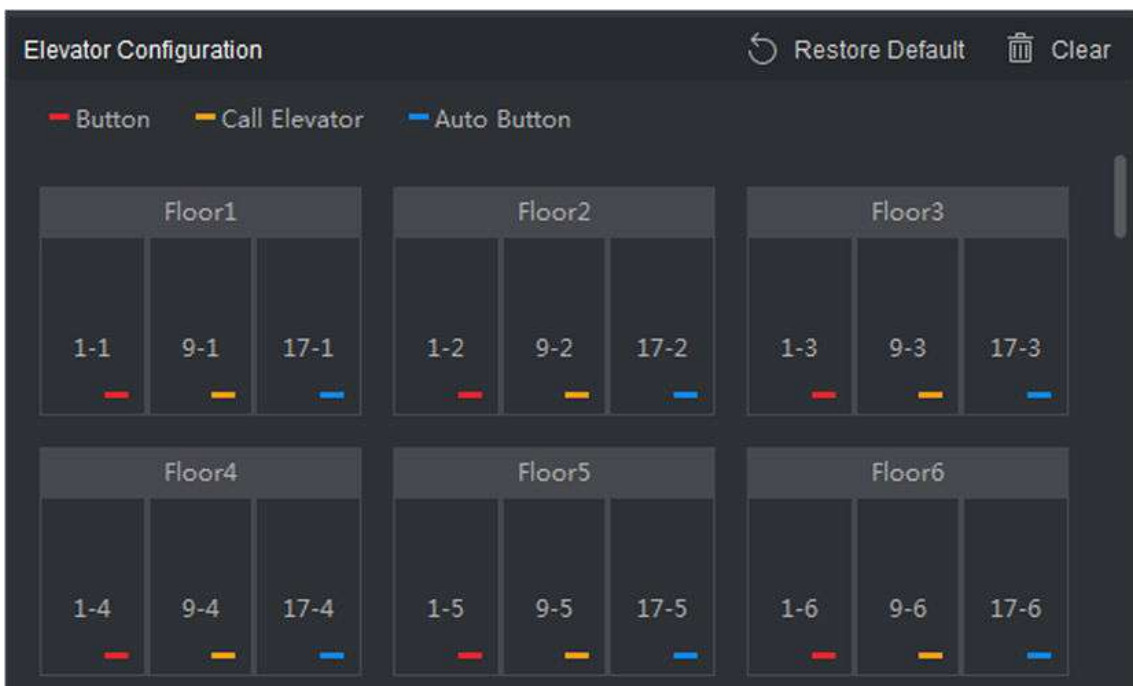 Elevator Configuration Restore Default Clear
Button Call Elevator Auto Button
Floor1 Floor2 Floor3
1-1 9-1 17-1 1-2 9-2 17-2 1-3 9-3 17-3
Floor4 Floor5 Floor6
1-4 9-4 17-4 1-5 9-5 17-5 1-6 9-6 17-6